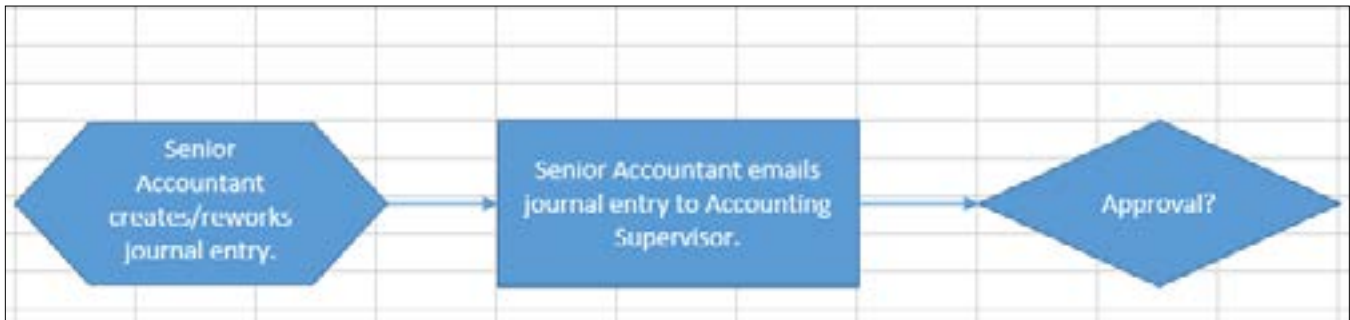 Senior
Accountant
creates/reworks
journal entry.
Senior Accountant emails
journal entry to Accounting
Supervisor.
Approval?